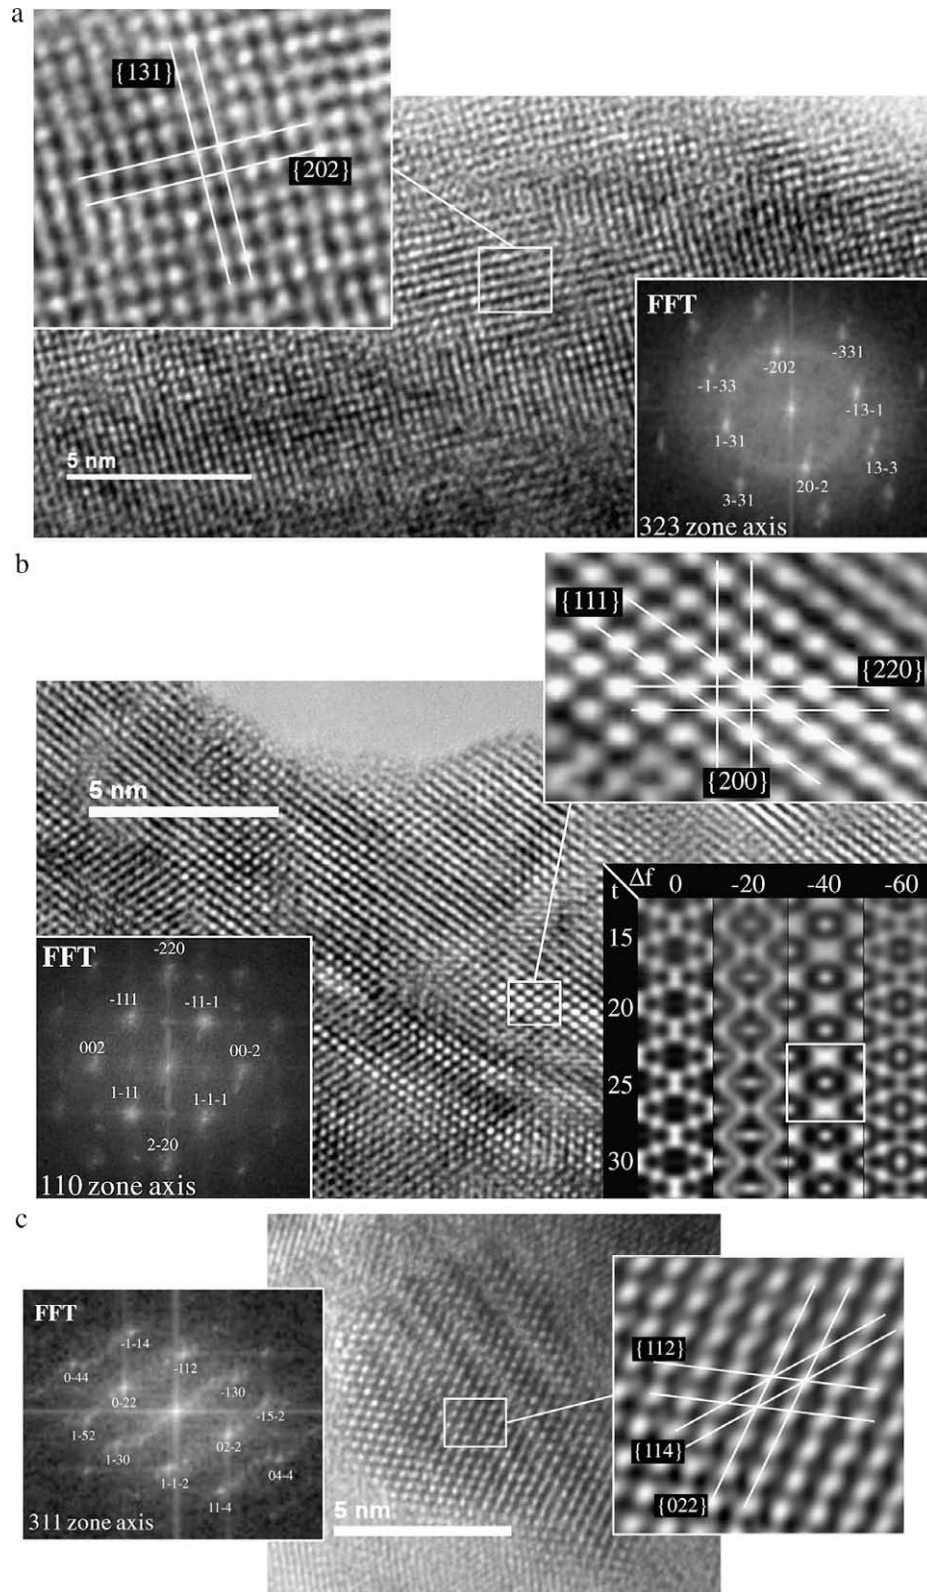 a
{131}
{202}
5 nm
FFT
-202
-331
-1-33
-13-1
1-31
13-3
20-2
3-31
323 zone axis
b
{111}
{220}
{200}
5 nm
t Δf 0 -20 -40 -60
15
20
25
30
FFT
-220
-111 -11-1
002 00-2
1-11 1-1-1
2-20
110 zone axis
c
FFT
-1-14
-112
0-44
-130
0-22
-15-2
1-52
02-2
1-30
1-1-2
04-4
11-4
311 zone axis
5 nm
{112}
{114}
{022}